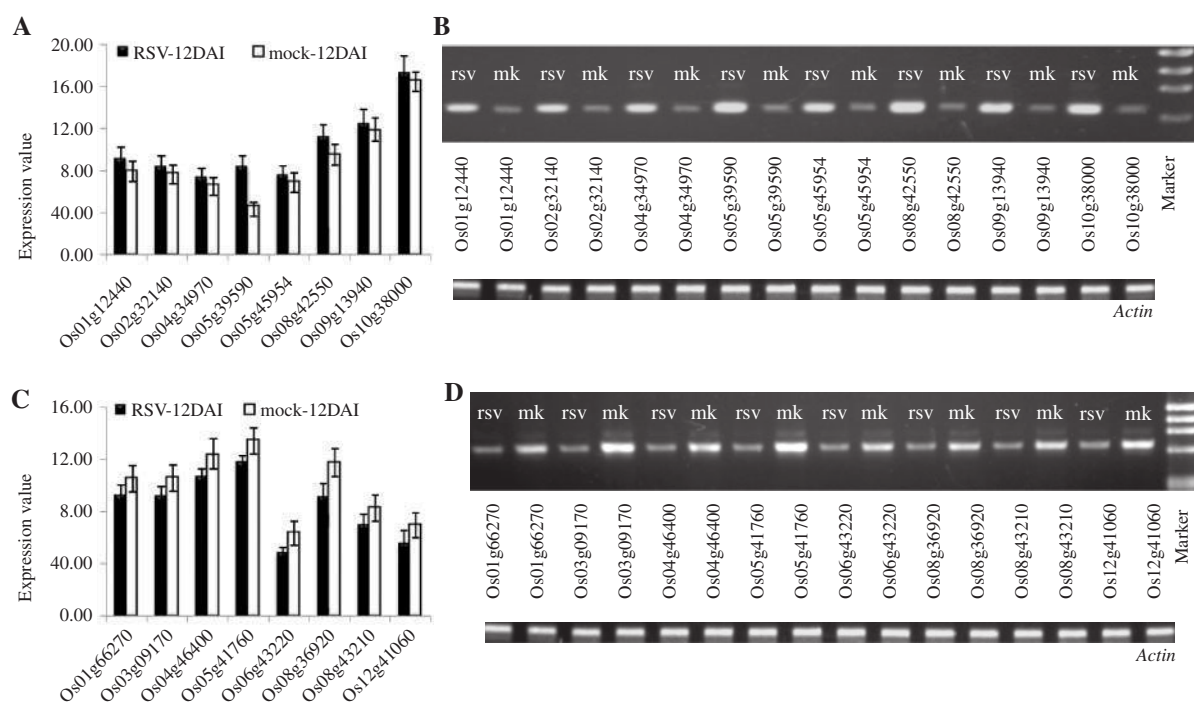 A
RSV-12DAI
mock-12DAI
20.00
16.00
12.00
8.00
40.00
0.00
Expression value
Os01g12440
Os02g32140
Os04g34970
Os05g39590
Os05g45954
Os08g42550
Os09g13940
Os10g38000
B
rsv mk rsv mk rsv mk rsv mk rsv mk rsv mk rsv mk rsv mk
Os01g12440
Os01g12440
Os02g32140
Os02g32140
Os04g34970
Os04g34970
Os05g39590
Os05g39590
Os05g45954
Os05g45954
Os08g42550
Os08g42550
Os09g13940
Os09g13940
Os10g38000
Os10g38000
Marker
Actin
C
RSV-12DAI
mock-12DAI
16.00
12.00
8.00
40.00
0.00
Expression value
Os01g66270
Os03g09170
Os04g46400
Os05g41760
Os06g43220
Os08g36920
Os08g43210
Os12g41060
D
rsv mk rsv mk rsv mk rsv mk rsv mk rsv mk rsv mk rsv mk
Os01g66270
Os01g66270
Os03g09170
Os03g09170
Os04g46400
Os04g46400
Os05g41760
Os05g41760
Os6g43220
Os06g43220
Os08g36920
Os08g36920
Os08g43210
Os08g43210
Os12g41060
Os12g41060
Marker
Actin